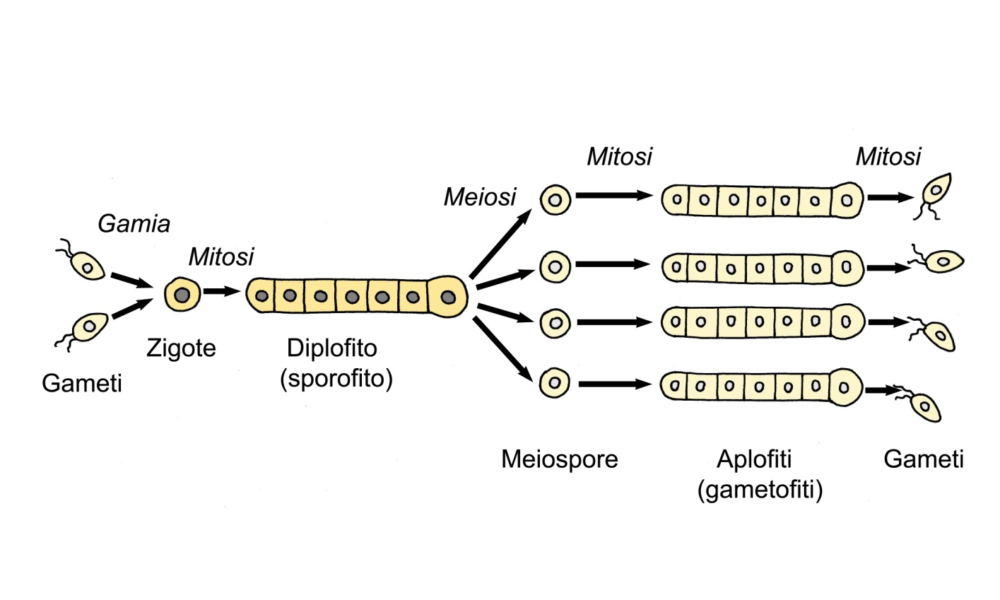 Mitosi
Mitosi
Meiosi
Gamia
Mitosi
Zigote
Diplofito
(sporofito)
Gameti
Meiospore
Aplofiti
(gametofiti)
Gameti